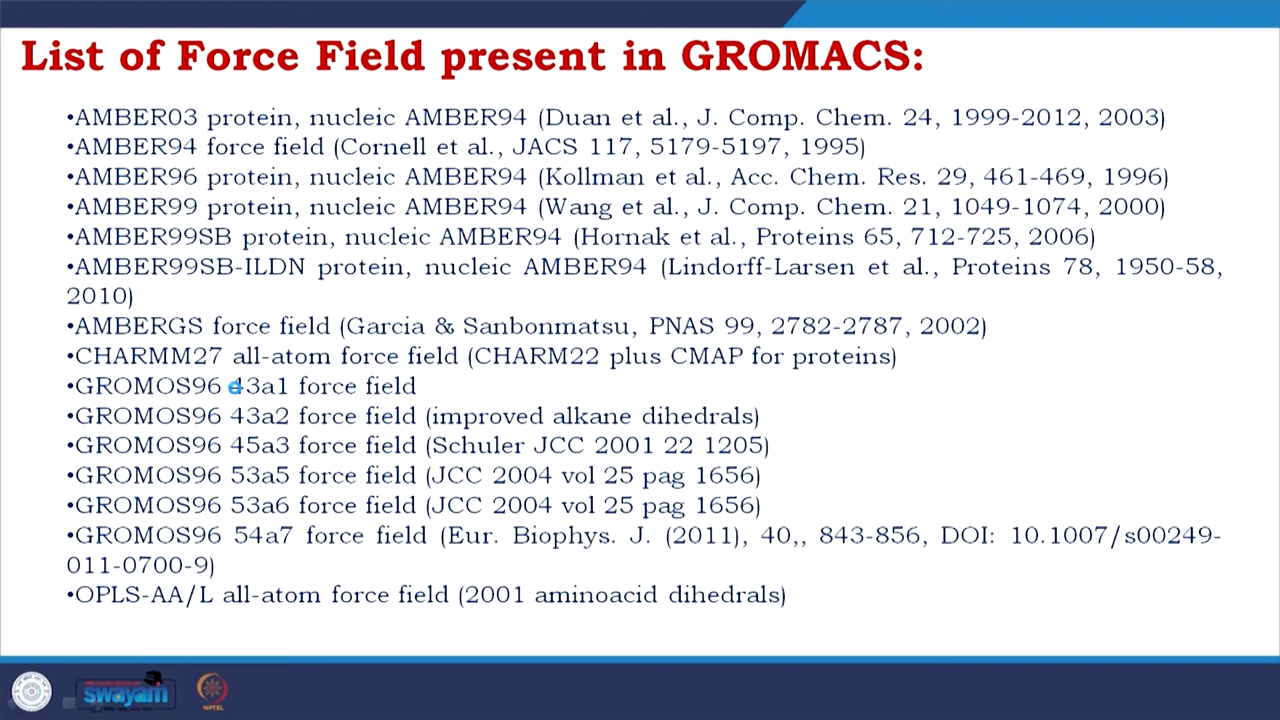 List of Force Field present in GROMACS:
•AMBER03 protein, nucleic AMBER94 (Duan et al., J. Comp. Chem. 24, 1999-2012, 2003)
•AMBER94 force field (Cornell et al., JACS 117, 5179-5197, 1995)
•AMBER96 protein, nucleic AMBER94 (Kollman et al., Acc. Chem. Res. 29, 461-469, 1996)
•AMBER99 protein, nucleic AMBER94 (Wang et al., J. Comp. Chem. 21, 1049-1074, 2000)
•AMBER99SB protein, nucleic AMBER94 (Hornak et al., Proteins 65, 712-725, 2006)
•AMBER99SB-ILDN protein, nucleic AMBER94 (Lindorff-Larsen et al., Proteins 78, 1950-58,
2010)
•AMBERGS force field (Garcia & Sanbonmatsu, PNAS 99, 2782-2787, 2002)
•CHARMM27 all-atom force field (CHARM22 plus CMAP for proteins)
•GROMOS96 43a1 force field
•GROMOS96 43a2 force field (improved alkane dihedrals)
•GROMOS96 45a3 force field (Schuler JCC 2001 22 1205)
•GROMOS96 53a5 force field (JCC 2004 vol 25 pag 1656)
•GROMOS96 53a6 force field (JCC 2004 vol 25 pag 1656)
•GROMOS96 54a7 force field (Eur. Biophys. J. (2011), 40,, 843-856, DOI: 10.1007/s00249-
011-0700-9)
•OPLS-AA/L all-atom force field (2001 aminoacid dihedrals)
swayam
NPTEL